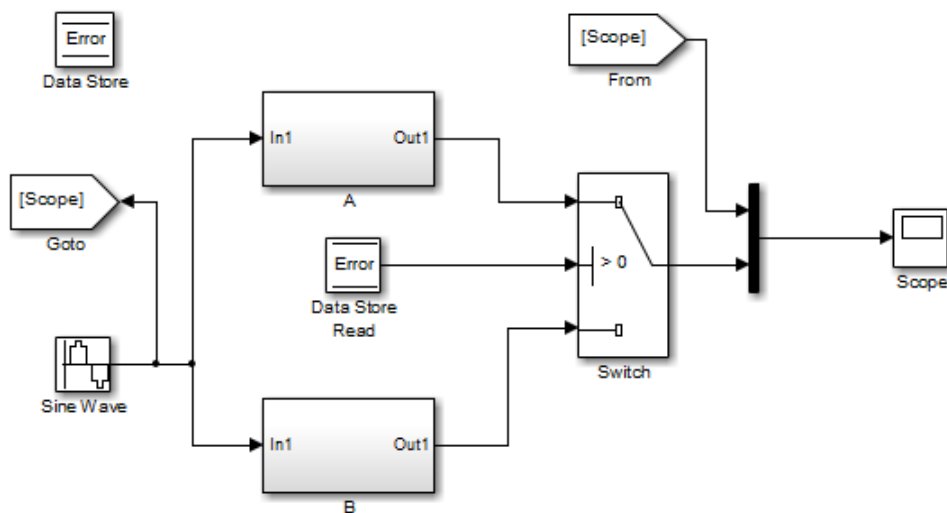 Error
Data Store
[Scope]
From
In1
Out1
A
[Scope]
Goto
Error
Data Store
Read
> 0
Switch
Scope
Sine Wave
In1
Out1
B